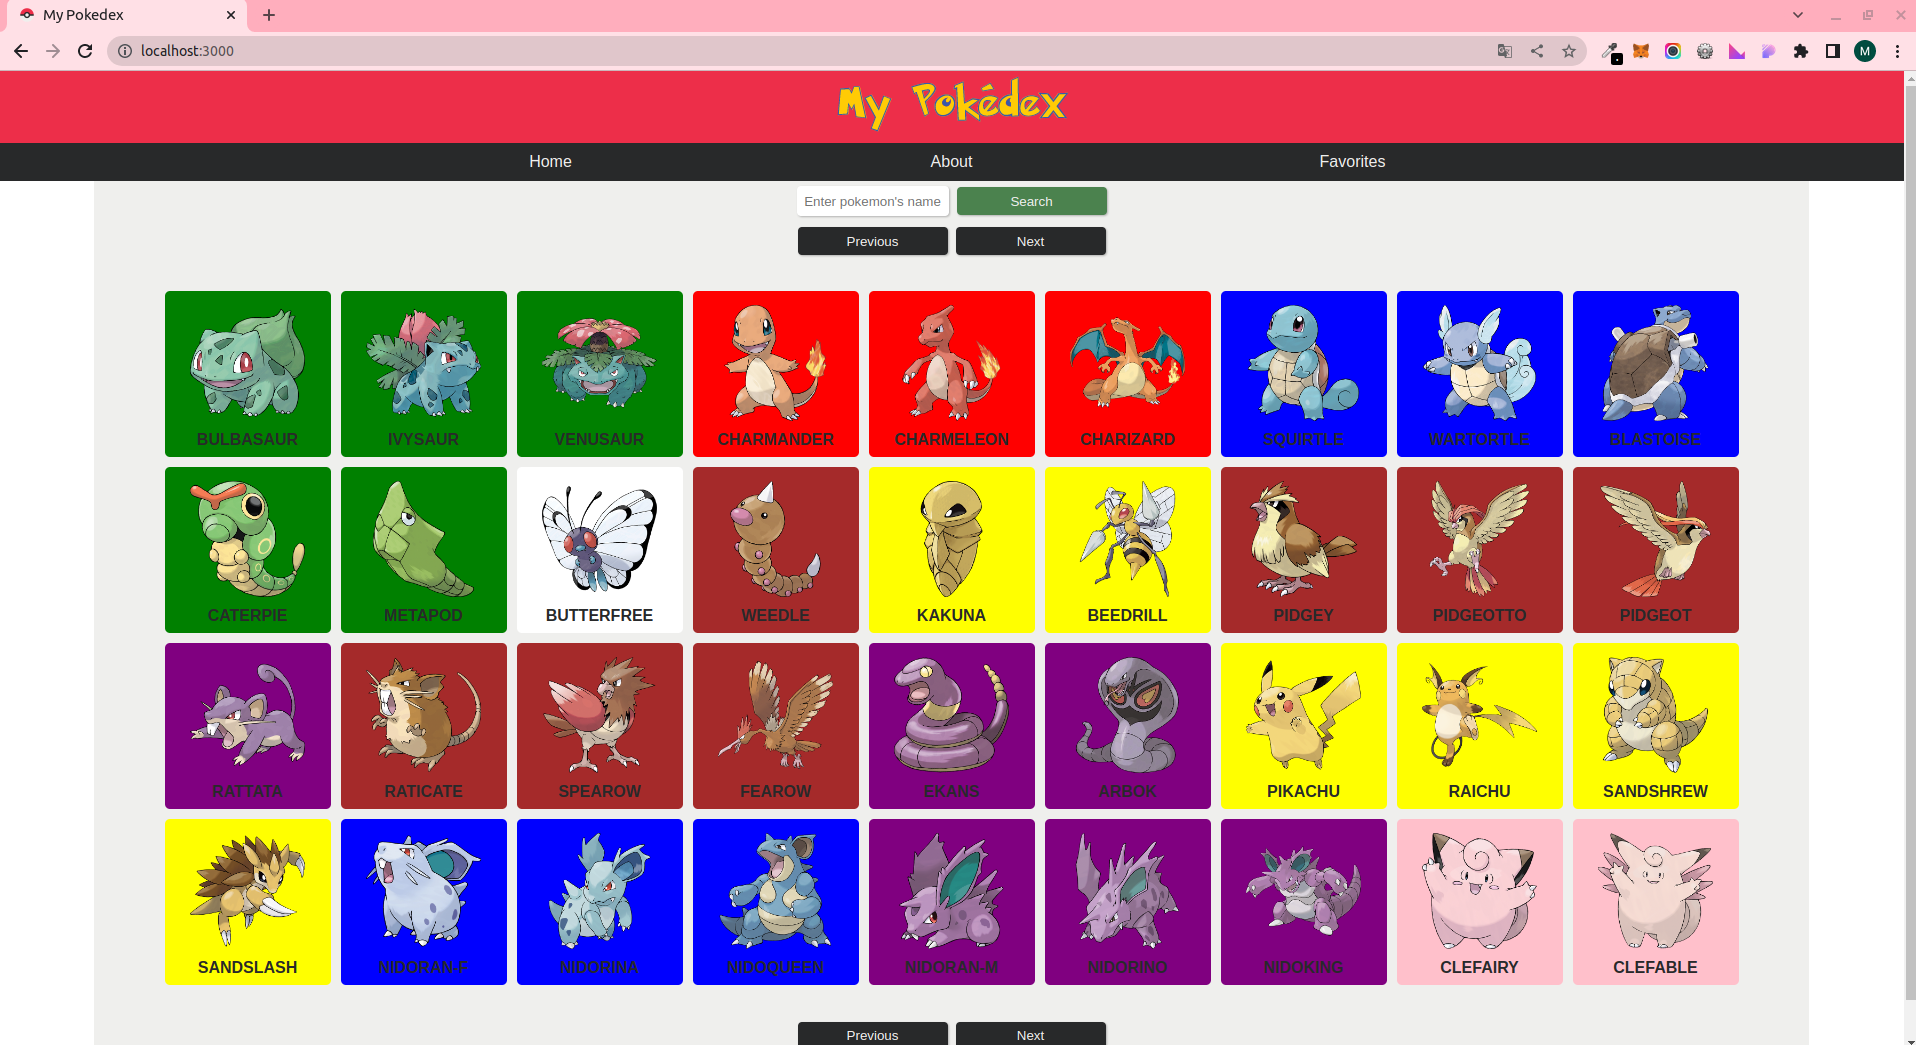 My Pokedex
localhost:3000
M
My Pokédex
Home About Favorites
Enter pokemon's name Search
Previous Next
BULBASAUR IVYSAUR VENUSAUR CHARMANDER CHARMELEON CHARIZARD SQUIRTLE WARTORTLE BLASTOISE
CATERPIE METAPOD BUTTERFREE WEEDLE KAKUNA BEEDRILL PIDGEY PIDGEOTTO PIDGEOT
RATTATA RATICATE SPEAROW FEAROW EKANS ARBOK PIKACHU RAICHU SANDSHREW
SANDSLASH NIDORAN-F NIDORINA NIDOQUEEN NIDORAN-M NIDORINO NIDOKING CLEFAIRY CLEFABLE
Previous Next